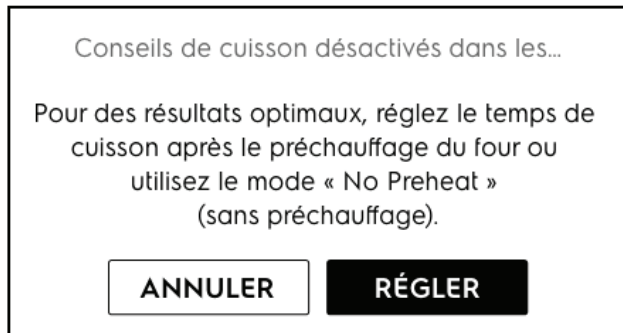 Conseils de cuisson désactivés dans les...
Pour des résultats optimaux, réglez le temps de
cuisson après le préchauffage du four ou
utilisez le mode « No Preheat »
(sans préchauffage).
ANNULER RÉGLER